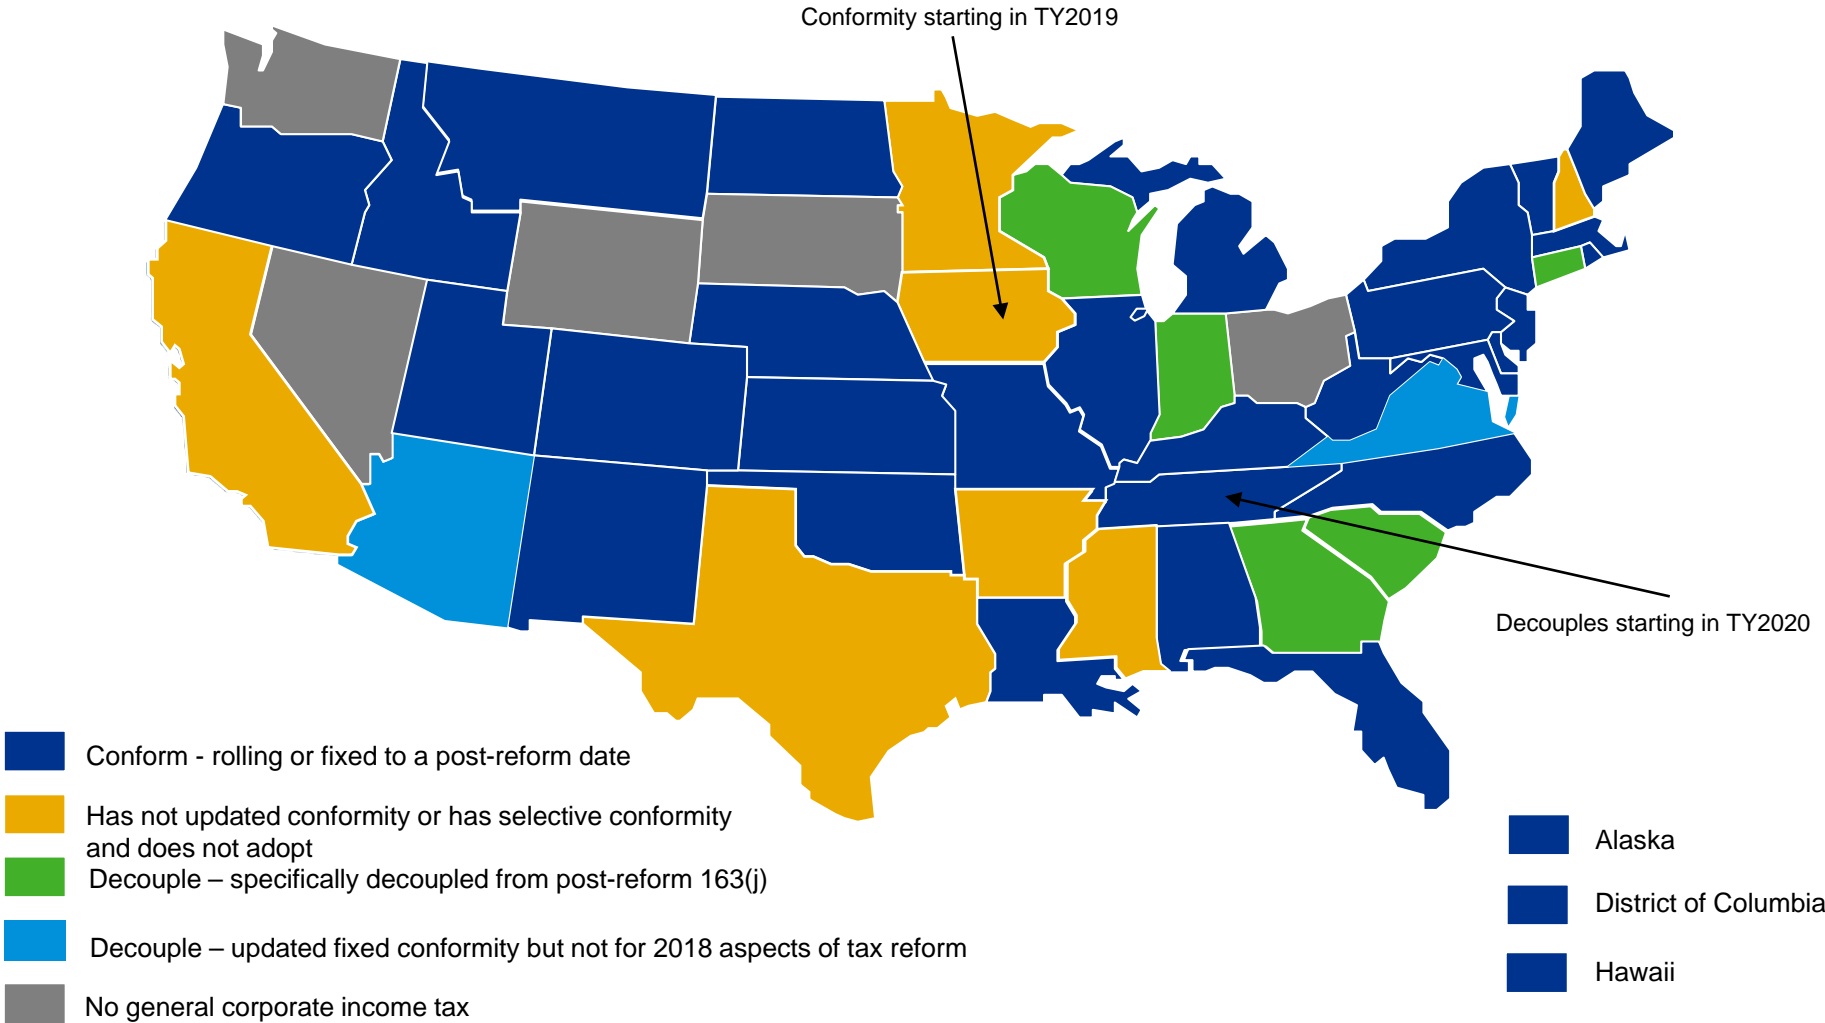 Conformity starting in TY2019
Decouples starting in TY2020
Conform - rolling or fixed to a post-reform date
Has not updated conformity or has selective conformity
and does not adopt
Decouple – specifically decoupled from post-reform 163(j)
Decouple – updated fixed conformity but not for 2018 aspects of tax reform
No general corporate income tax
Alaska
District of Columbia
Hawaii